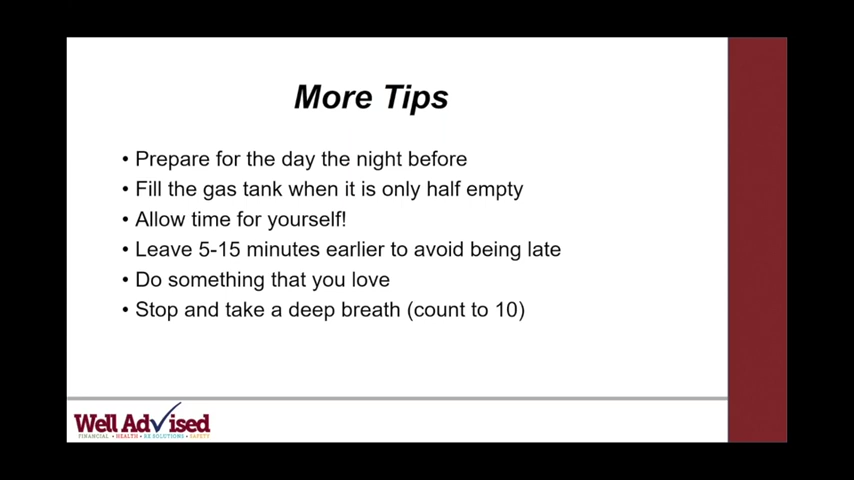 More Tips
• Prepare for the day the night before
• Fill the gas tank when it is only half empty
• Allow time for yourself!
• Leave 5-15 minutes earlier to avoid being late
• Do something that you love
• Stop and take a deep breath (count to 10)
Well Advised
FINANCIAL • HEALTH • RE SOLUTIONS • SAFETY